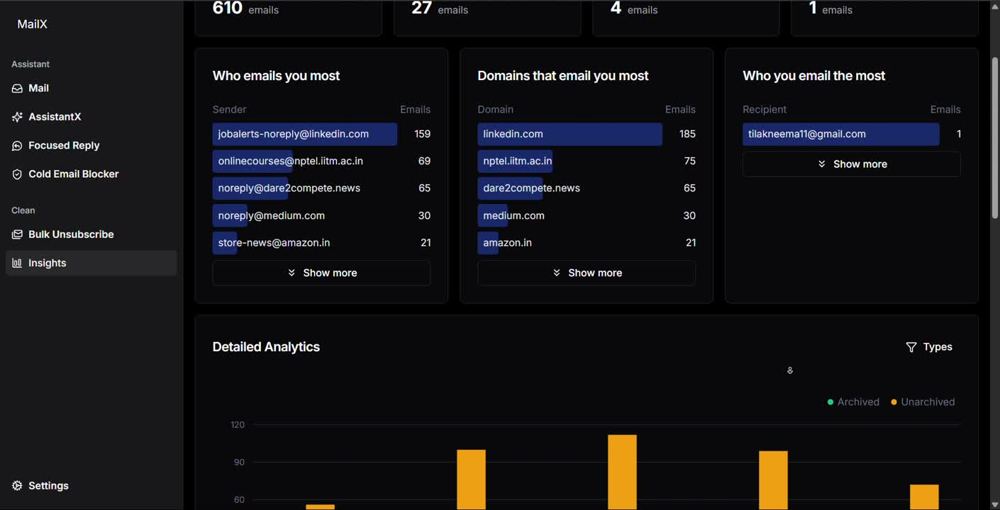 MailX
Assistant
Mail
AssistantX
Focused Reply
Cold Email Blocker
Clean
Bulk Unsubscribe
Insights
Settings
610 emails
27 emails
4 emails
1 emails
Who emails you most
Sender Emails
jobalerts-noreply@linkedin.com 159
onlinecourses@nptel.iitm.ac.in 69
noreply@dare2compete.news 65
noreply@medium.com 30
store-news@amazon.in 21
Show more
Domains that email you most
Domain Emails
linkedin.com 185
nptel.iitm.ac.in 75
dare2compete.news 65
medium.com 30
amazon.in 21
Show more
Who you email the most
Recipient Emails
tilakneema11@gmail.com 1
Show more
Detailed Analytics
Types
Archived Unarchived
120
90
60